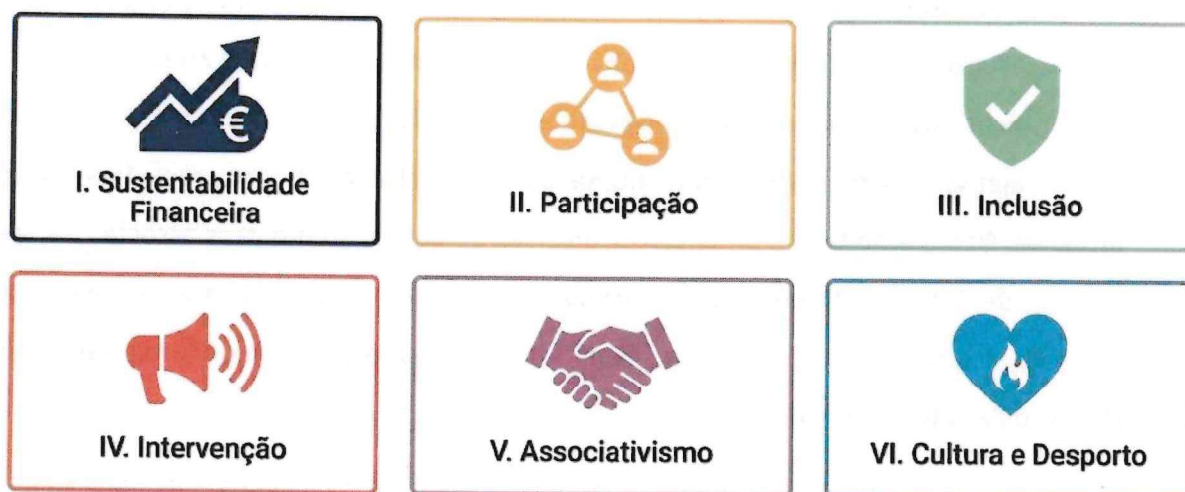 €
I. Sustentabilidade
Financeira
II. Participação
III. Inclusão
IV. Intervenção
V. Associativismo
VI. Cultura e Desporto